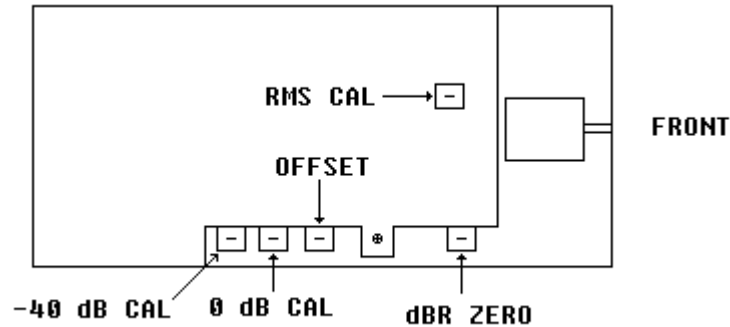 RMS CAL
FRONT
OFFSET
-40 dB CAL
0 dB CAL
dBR ZERO